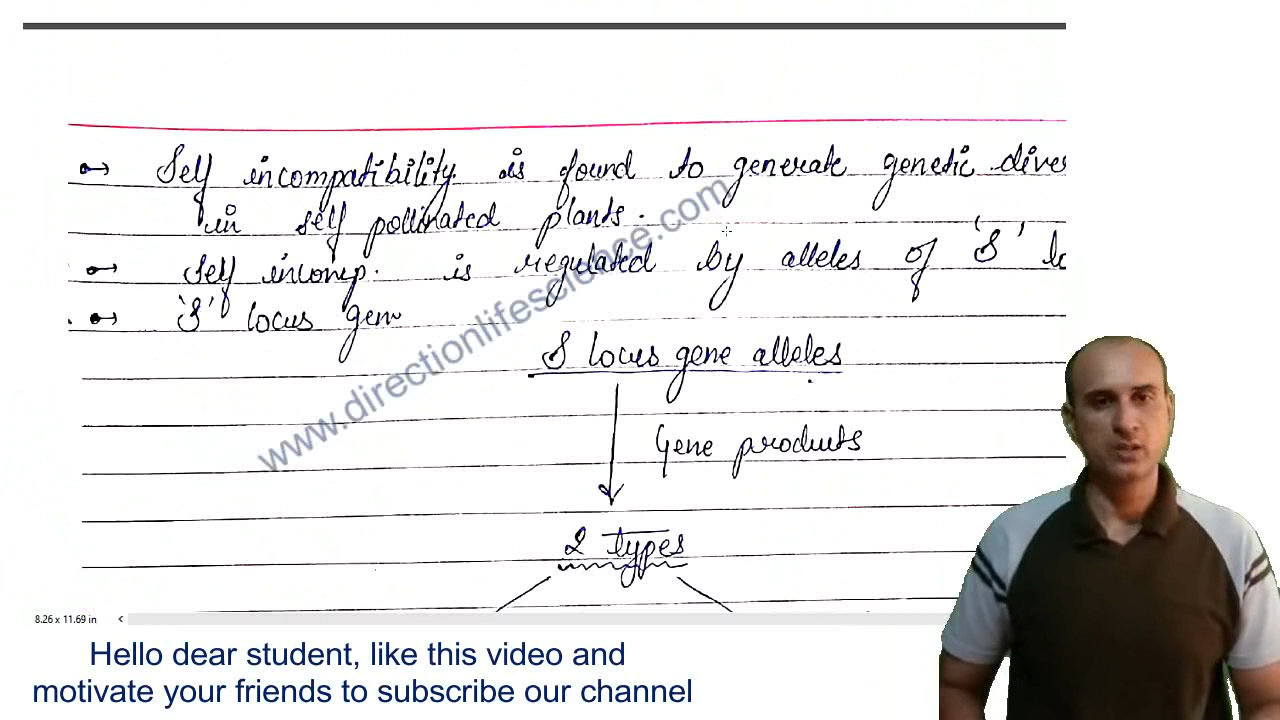 Self incompatibility is found to generate genetic dive
in self pollinated plants.
Self incomp. is regulated by alleles of 'S' lo
'S' locus gene
S locus gene alleles
Gene products
2 types
www.directionlifescience.com
8.26 x 11.69 in
Hello dear student, like this video and
motivate your friends to subscribe our channel